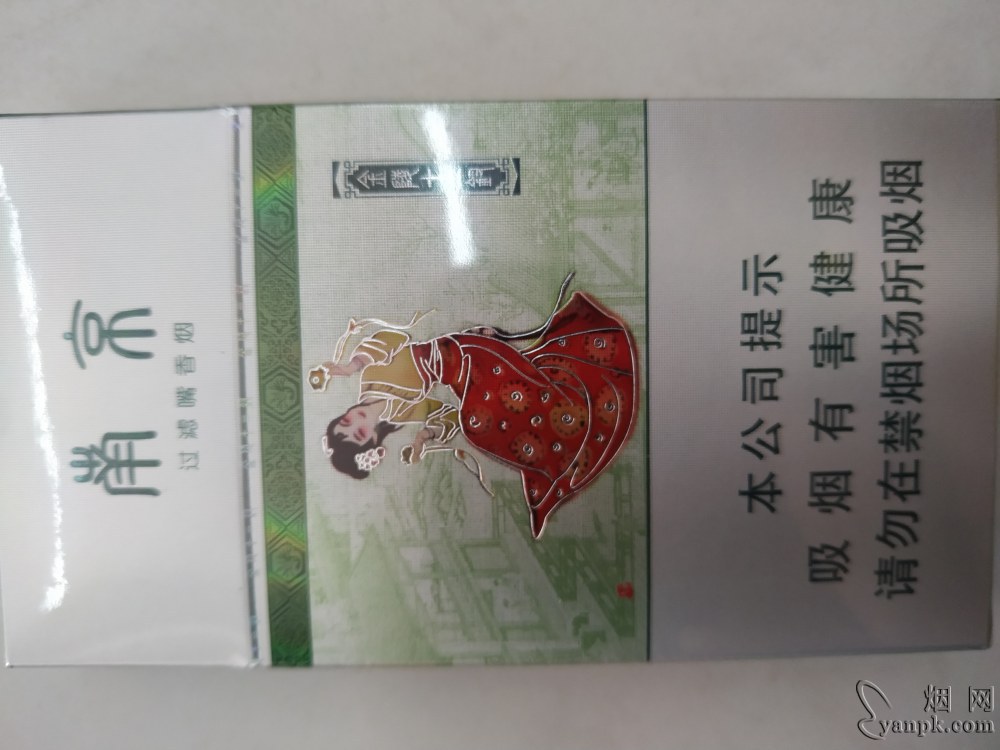 南京
过滤嘴香烟
金陵十二钗
本公司提示
吸烟有害健康
请勿在禁烟场所吸烟
烟网
yanpk.com